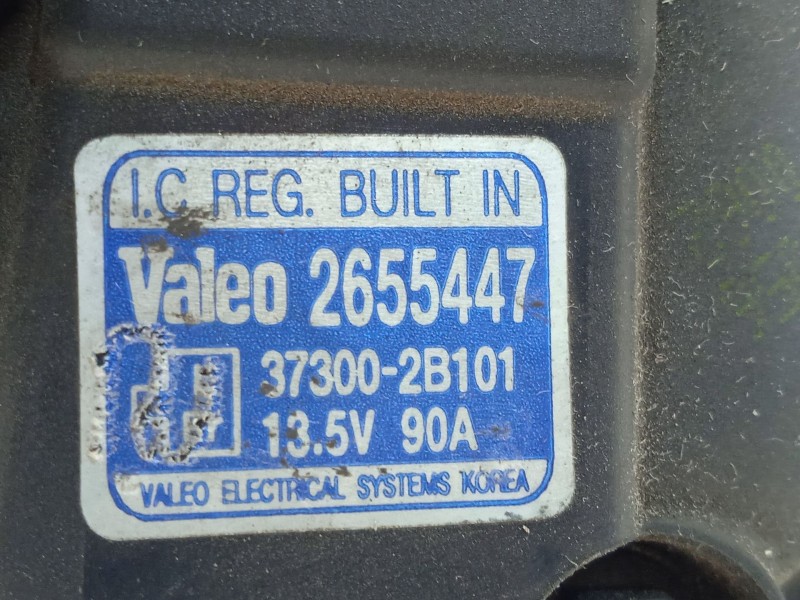 I.C REG. BUILT IN
Valeo 2655447
37300-2B101
13.5V 90A
VALEO ELECTRICAL SYSTEMS KOREA